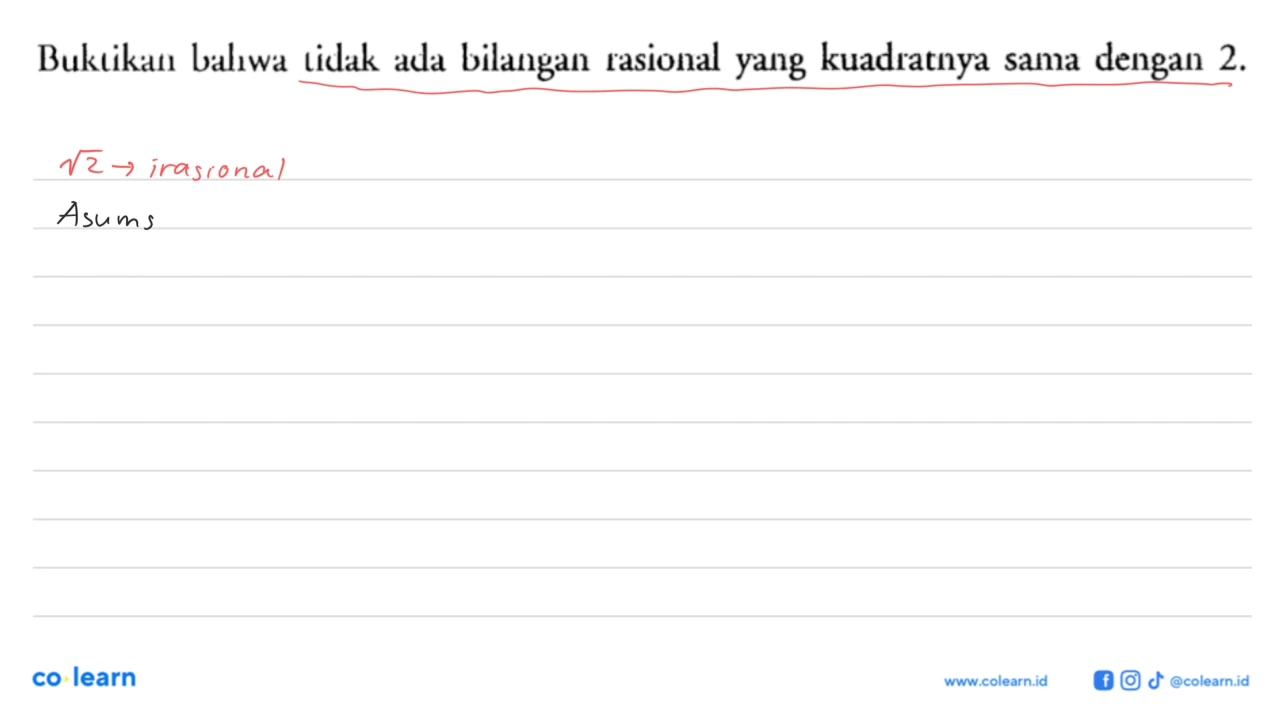 Buktikan bahwa tidak ada bilangan rasional yang kuadratnya sama dengan 2.
√2 → irasional
Asums
co learn
www.colearn.id @colearn.id